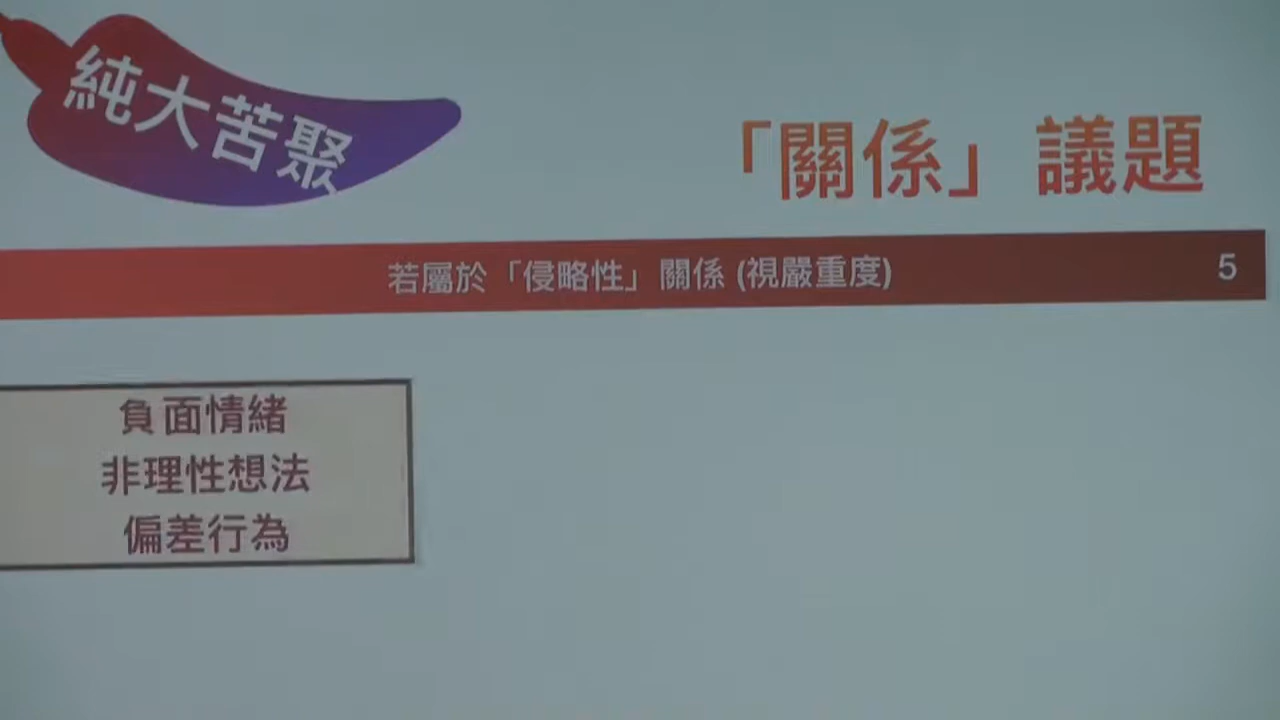 純大苦聚
「關係」議題
若屬於「侵略性」關係 (視嚴重度)
5
負面情緒
非理性想法
偏差行為